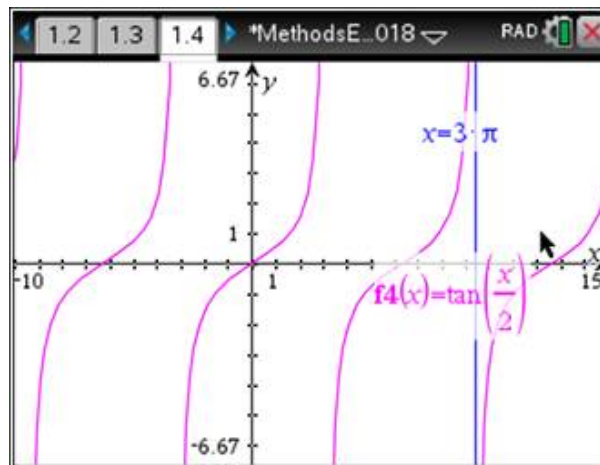 1.2 1.3 1.4 *MethodsE...018 RAD
6.67 y
x=3·π
1
-10 1 x 15
f4(x)=tan(x/2)
-6.67